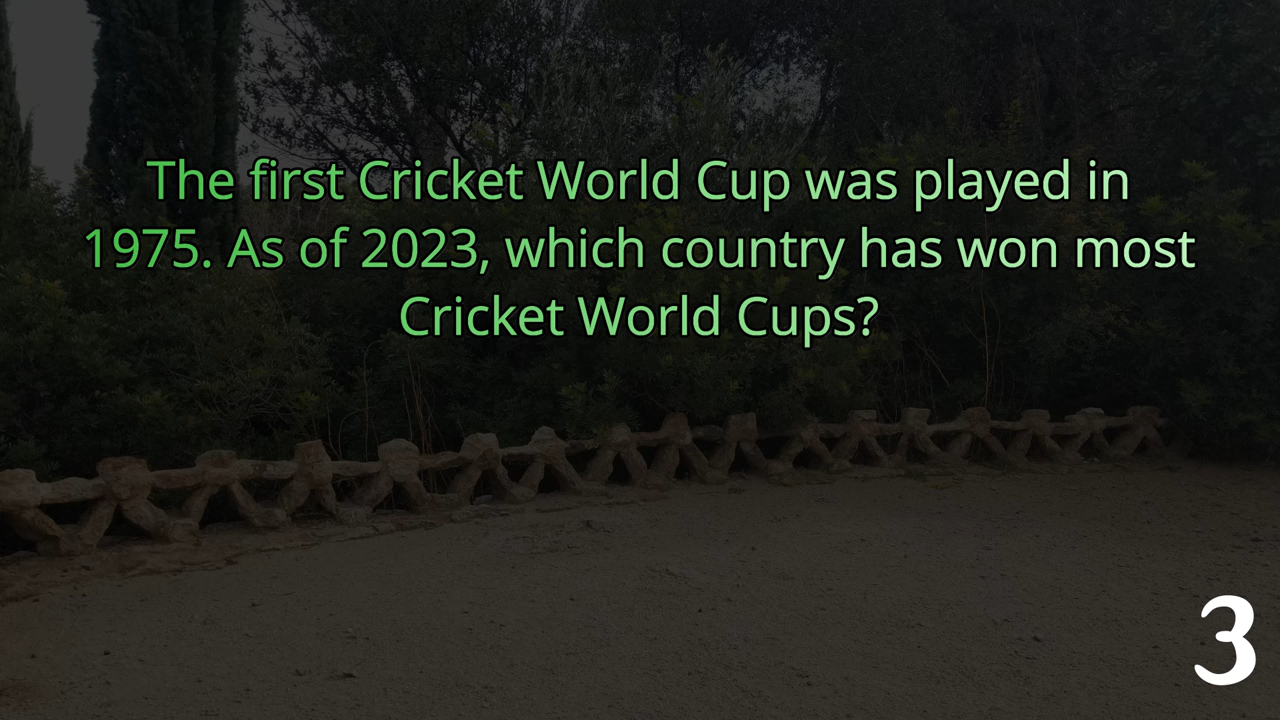 The first Cricket World Cup was played in
1975. As of 2023, which country has won most
Cricket World Cups?
3